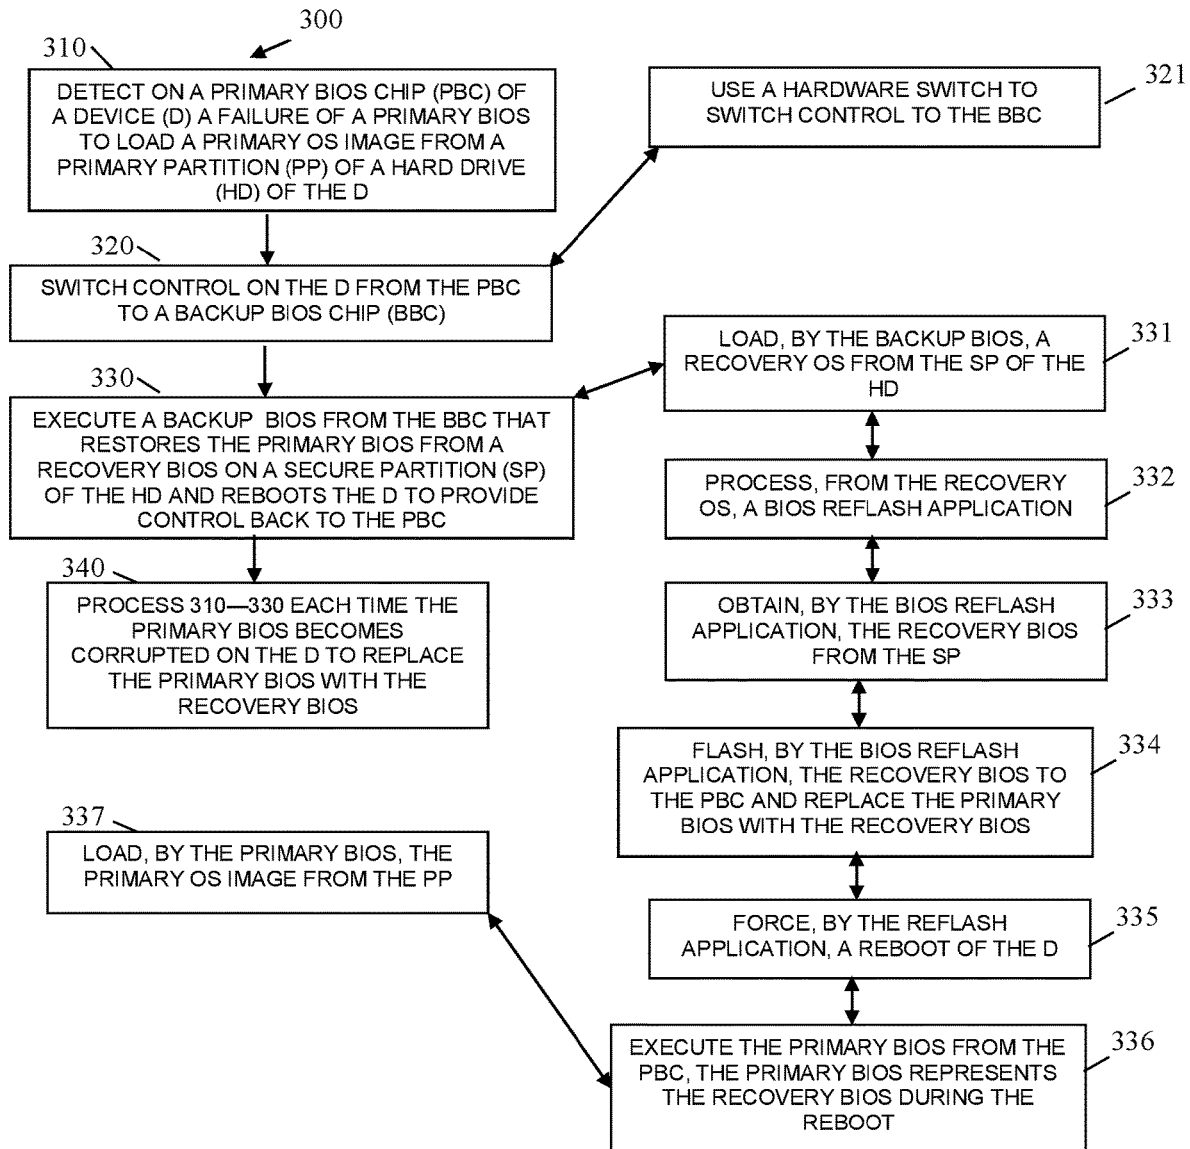 300
310
DETECT ON A PRIMARY BIOS CHIP (PBC) OF
A DEVICE (D) A FAILURE OF A PRIMARY BIOS
TO LOAD A PRIMARY OS IMAGE FROM A
PRIMARY PARTITION (PP) OF A HARD DRIVE
(HD) OF THE D
321
USE A HARDWARE SWITCH TO
SWITCH CONTROL TO THE BBC
320
SWITCH CONTROL ON THE D FROM THE PBC
TO A BACKUP BIOS CHIP (BBC)
330
EXECUTE A BACKUP BIOS FROM THE BBC THAT
RESTORES THE PRIMARY BIOS FROM A
RECOVERY BIOS ON A SECURE PARTITION (SP)
OF THE HD AND REBOOTS THE D TO PROVIDE
CONTROL BACK TO THE PBC
331
LOAD, BY THE BACKUP BIOS, A
RECOVERY OS FROM THE SP OF THE
HD
332
PROCESS, FROM THE RECOVERY
OS, A BIOS REFLASH APPLICATION
340
PROCESS 310—330 EACH TIME THE
PRIMARY BIOS BECOMES
CORRUPTED ON THE D TO REPLACE
THE PRIMARY BIOS WITH THE
RECOVERY BIOS
333
OBTAIN, BY THE BIOS REFLASH
APPLICATION, THE RECOVERY BIOS
FROM THE SP
334
FLASH, BY THE BIOS REFLASH
APPLICATION, THE RECOVERY BIOS TO
THE PBC AND REPLACE THE PRIMARY
BIOS WITH THE RECOVERY BIOS
337
LOAD, BY THE PRIMARY BIOS, THE
PRIMARY OS IMAGE FROM THE PP
335
FORCE, BY THE REFLASH
APPLICATION, A REBOOT OF THE D
336
EXECUTE THE PRIMARY BIOS FROM THE
PBC, THE PRIMARY BIOS REPRESENTS
THE RECOVERY BIOS DURING THE
REBOOT